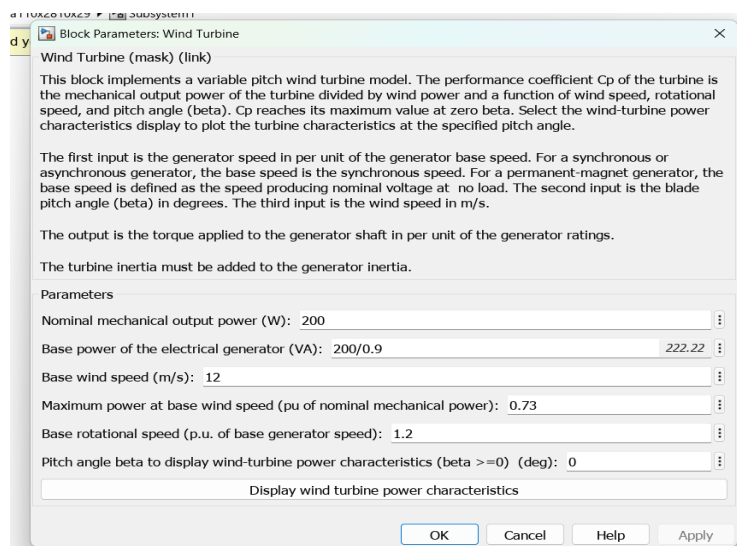 Subsystem1
d y
Block Parameters: Wind Turbine
Wind Turbine (mask) (link)
This block implements a variable pitch wind turbine model. The performance coefficient Cp of the turbine is
the mechanical output power of the turbine divided by wind power and a function of wind speed, rotational
speed, and pitch angle (beta). Cp reaches its maximum value at zero beta. Select the wind-turbine power
characteristics display to plot the turbine characteristics at the specified pitch angle.
The first input is the generator speed in per unit of the generator base speed. For a synchronous or
asynchronous generator, the base speed is the synchronous speed. For a permanent-magnet generator, the
base speed is defined as the speed producing nominal voltage at no load. The second input is the blade
pitch angle (beta) in degrees. The third input is the wind speed in m/s.
The output is the torque applied to the generator shaft in per unit of the generator ratings.
The turbine inertia must be added to the generator inertia.
Parameters
Nominal mechanical output power (W): 200
Base power of the electrical generator (VA): 200/0.9 222.22
Base wind speed (m/s): 12
Maximum power at base wind speed (pu of nominal mechanical power): 0.73
Base rotational speed (p.u. of base generator speed): 1.2
Pitch angle beta to display wind-turbine power characteristics (beta >=0) (deg): 0
Display wind turbine power characteristics
OK Cancel Help Apply